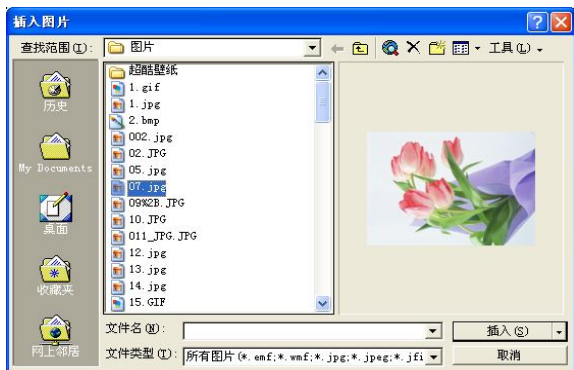 插入图片
查找范围(I):
图片
工具(L)
历史
My Documents
桌面
收藏夹
网上邻居
超酷壁纸
1.gif
1.jpg
2.bmp
002.jpg
02.JPG
05.jpg
07.jpg
09%2B.JPG
10.JPG
011_JPG.JPG
12.jpg
13.jpg
14.jpg
15.GIF
文件名(N):
插入(S)
文件类型(T):
所有图片(*.emf;*.wmf;*.jpg;*.jpeg;*.jfi
取消